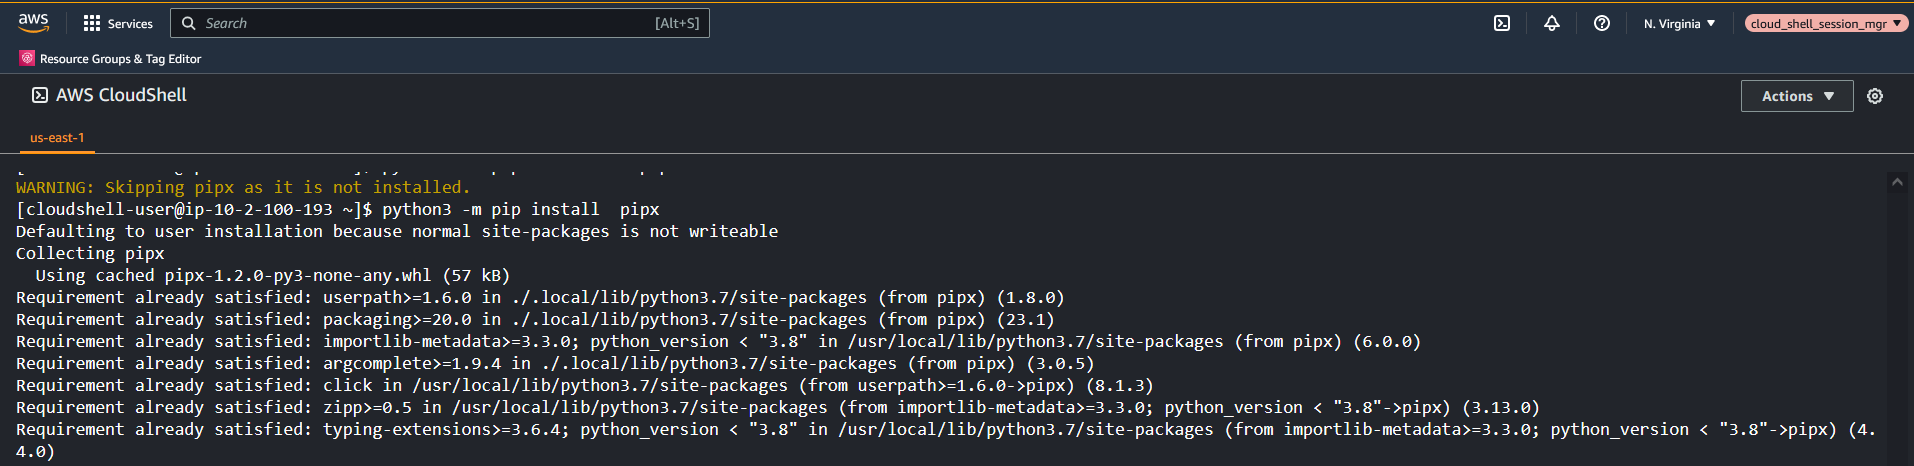 aws
Services
Search
[Alt+S]
N. Virginia
cloud_shell_session_mgr
Resource Groups & Tag Editor
AWS CloudShell
Actions
us-east-1
WARNING: Skipping pipx as it is not installed.
[cloudshell-user@ip-10-2-100-193 ~]$ python3 -m pip install  pipx
Defaulting to user installation because normal site-packages is not writeable
Collecting pipx
  Using cached pipx-1.2.0-py3-none-any.whl (57 kB)
Requirement already satisfied: userpath>=1.6.0 in ./.local/lib/python3.7/site-packages (from pipx) (1.8.0)
Requirement already satisfied: packaging>=20.0 in ./.local/lib/python3.7/site-packages (from pipx) (23.1)
Requirement already satisfied: importlib-metadata>=3.3.0; python_version < "3.8" in /usr/local/lib/python3.7/site-packages (from pipx) (6.0.0)
Requirement already satisfied: argcomplete>=1.9.4 in ./.local/lib/python3.7/site-packages (from pipx) (3.0.5)
Requirement already satisfied: click in /usr/local/lib/python3.7/site-packages (from userpath>=1.6.0->pipx) (8.1.3)
Requirement already satisfied: zipp>=0.5 in /usr/local/lib/python3.7/site-packages (from importlib-metadata>=3.3.0; python_version < "3.8"->pipx) (3.13.0)
Requirement already satisfied: typing-extensions>=3.6.4; python_version < "3.8" in /usr/local/lib/python3.7/site-packages (from importlib-metadata>=3.3.0; python_version < "3.8"->pipx) (4.
4.0)